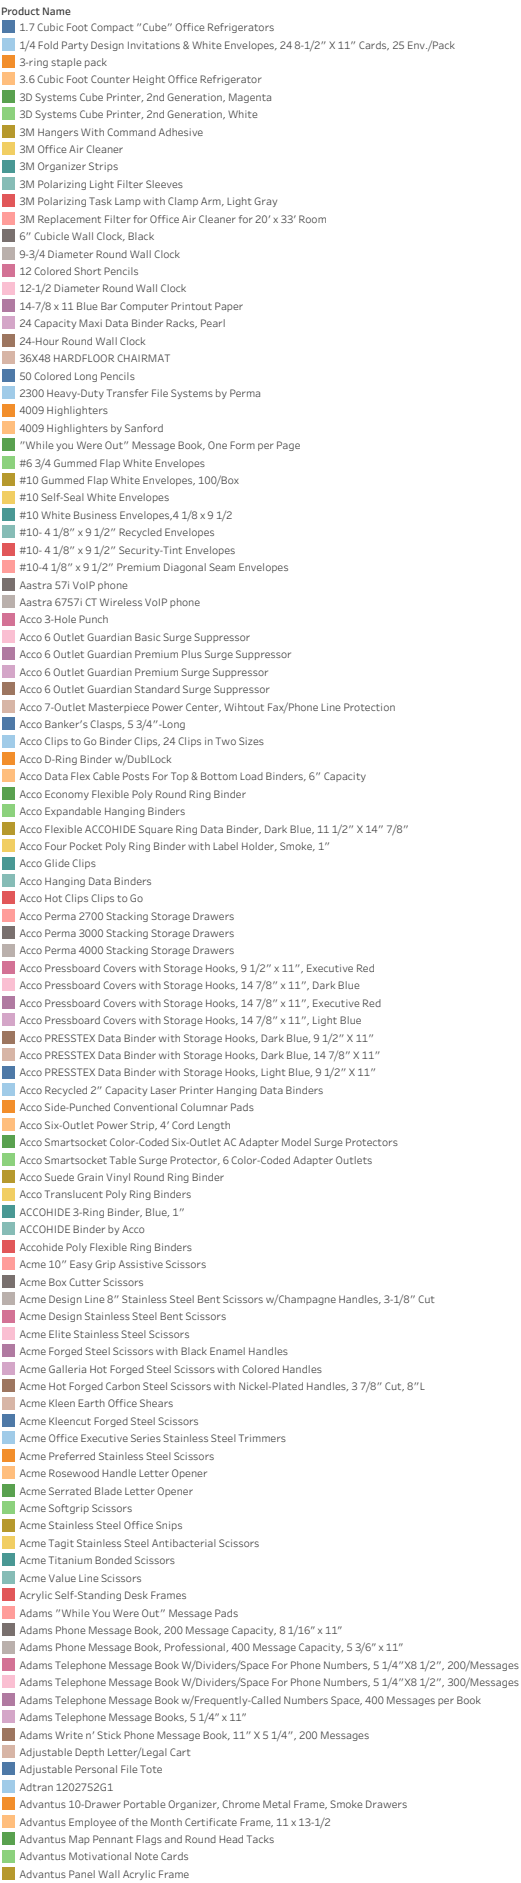 Product Name
1.7 Cubic Foot Compact "Cube" Office Refrigerators
1/4 Fold Party Design Invitations & White Envelopes, 24 8-1/2" X 11" Cards, 25 Env./Pack
3-ring staple pack
3.6 Cubic Foot Counter Height Office Refrigerator
3D Systems Cube Printer, 2nd Generation, Magenta
3D Systems Cube Printer, 2nd Generation, White
3M Hangers With Command Adhesive
3M Office Air Cleaner
3M Organizer Strips
3M Polarizing Light Filter Sleeves
3M Polarizing Task Lamp with Clamp Arm, Light Gray
3M Replacement Filter for Office Air Cleaner for 20' x 33' Room
6" Cubicle Wall Clock, Black
9-3/4 Diameter Round Wall Clock
12 Colored Short Pencils
12-1/2 Diameter Round Wall Clock
14-7/8 x 11 Blue Bar Computer Printout Paper
24 Capacity Maxi Data Binder Racks, Pearl
24-Hour Round Wall Clock
36X48 HARDFLOOR CHAIRMAT
50 Colored Long Pencils
2300 Heavy-Duty Transfer File Systems by Perma
4009 Highlighters
4009 Highlighters by Sanford
"While you Were Out" Message Book, One Form per Page
#6 3/4 Gummed Flap White Envelopes
#10 Gummed Flap White Envelopes, 100/Box
#10 Self-Seal White Envelopes
#10 White Business Envelopes,4 1/8 x 9 1/2
#10- 4 1/8" x 9 1/2" Recycled Envelopes
#10- 4 1/8" x 9 1/2" Security-Tint Envelopes
#10-4 1/8" x 9 1/2" Premium Diagonal Seam Envelopes
Aastra 57i VoIP phone
Aastra 6757i CT Wireless VoIP phone
Acco 3-Hole Punch
Acco 6 Outlet Guardian Basic Surge Suppressor
Acco 6 Outlet Guardian Premium Plus Surge Suppressor
Acco 6 Outlet Guardian Premium Surge Suppressor
Acco 6 Outlet Guardian Standard Surge Suppressor
Acco 7-Outlet Masterpiece Power Center, Wihtout Fax/Phone Line Protection
Acco Banker's Clasps, 5 3/4"-Long
Acco Clips to Go Binder Clips, 24 Clips in Two Sizes
Acco D-Ring Binder w/DublLock
Acco Data Flex Cable Posts For Top & Bottom Load Binders, 6" Capacity
Acco Economy Flexible Poly Round Ring Binder
Acco Expandable Hanging Binders
Acco Flexible ACCOHIDE Square Ring Data Binder, Dark Blue, 11 1/2" X 14" 7/8"
Acco Four Pocket Poly Ring Binder with Label Holder, Smoke, 1"
Acco Glide Clips
Acco Hanging Data Binders
Acco Hot Clips Clips to Go
Acco Perma 2700 Stacking Storage Drawers
Acco Perma 3000 Stacking Storage Drawers
Acco Perma 4000 Stacking Storage Drawers
Acco Pressboard Covers with Storage Hooks, 9 1/2" x 11", Executive Red
Acco Pressboard Covers with Storage Hooks, 14 7/8" x 11", Dark Blue
Acco Pressboard Covers with Storage Hooks, 14 7/8" x 11", Executive Red
Acco Pressboard Covers with Storage Hooks, 14 7/8" x 11", Light Blue
Acco PRESSTEX Data Binder with Storage Hooks, Dark Blue, 9 1/2" X 11"
Acco PRESSTEX Data Binder with Storage Hooks, Dark Blue, 14 7/8" X 11"
Acco PRESSTEX Data Binder with Storage Hooks, Light Blue, 9 1/2" X 11"
Acco Recycled 2" Capacity Laser Printer Hanging Data Binders
Acco Side-Punched Conventional Columnar Pads
Acco Six-Outlet Power Strip, 4' Cord Length
Acco Smartsocket Color-Coded Six-Outlet AC Adapter Model Surge Protectors
Acco Smartsocket Table Surge Protector, 6 Color-Coded Adapter Outlets
Acco Suede Grain Vinyl Round Ring Binder
Acco Translucent Poly Ring Binders
ACCOHIDE 3-Ring Binder, Blue, 1"
ACCOHIDE Binder by Acco
Accohide Poly Flexible Ring Binders
Acme 10" Easy Grip Assistive Scissors
Acme Box Cutter Scissors
Acme Design Line 8" Stainless Steel Bent Scissors w/Champagne Handles, 3-1/8" Cut
Acme Design Stainless Steel Bent Scissors
Acme Elite Stainless Steel Scissors
Acme Forged Steel Scissors with Black Enamel Handles
Acme Galleria Hot Forged Steel Scissors with Colored Handles
Acme Hot Forged Carbon Steel Scissors with Nickel-Plated Handles, 3 7/8" Cut, 8"L
Acme Kleen Earth Office Shears
Acme Kleencut Forged Steel Scissors
Acme Office Executive Series Stainless Steel Trimmers
Acme Preferred Stainless Steel Scissors
Acme Rosewood Handle Letter Opener
Acme Serrated Blade Letter Opener
Acme Softgrip Scissors
Acme Stainless Steel Office Snips
Acme Tagit Stainless Steel Antibacterial Scissors
Acme Titanium Bonded Scissors
Acme Value Line Scissors
Acrylic Self-Standing Desk Frames
Adams "While You Were Out" Message Pads
Adams Phone Message Book, 200 Message Capacity, 8 1/16" x 11"
Adams Phone Message Book, Professional, 400 Message Capacity, 5 3/6" x 11"
Adams Telephone Message Book W/Dividers/Space For Phone Numbers, 5 1/4"X8 1/2", 200/Messages
Adams Telephone Message Book W/Dividers/Space For Phone Numbers, 5 1/4"X8 1/2", 300/Messages
Adams Telephone Message Book w/Frequently-Called Numbers Space, 400 Messages per Book
Adams Telephone Message Books, 5 1/4" x 11"
Adams Write n' Stick Phone Message Book, 11" X 5 1/4", 200 Messages
Adjustable Depth Letter/Legal Cart
Adjustable Personal File Tote
Adtran 1202752G1
Advantus 10-Drawer Portable Organizer, Chrome Metal Frame, Smoke Drawers
Advantus Employee of the Month Certificate Frame, 11 x 13-1/2
Advantus Map Pennant Flags and Round Head Tacks
Advantus Motivational Note Cards
Advantus Panel Wall Acrylic Frame